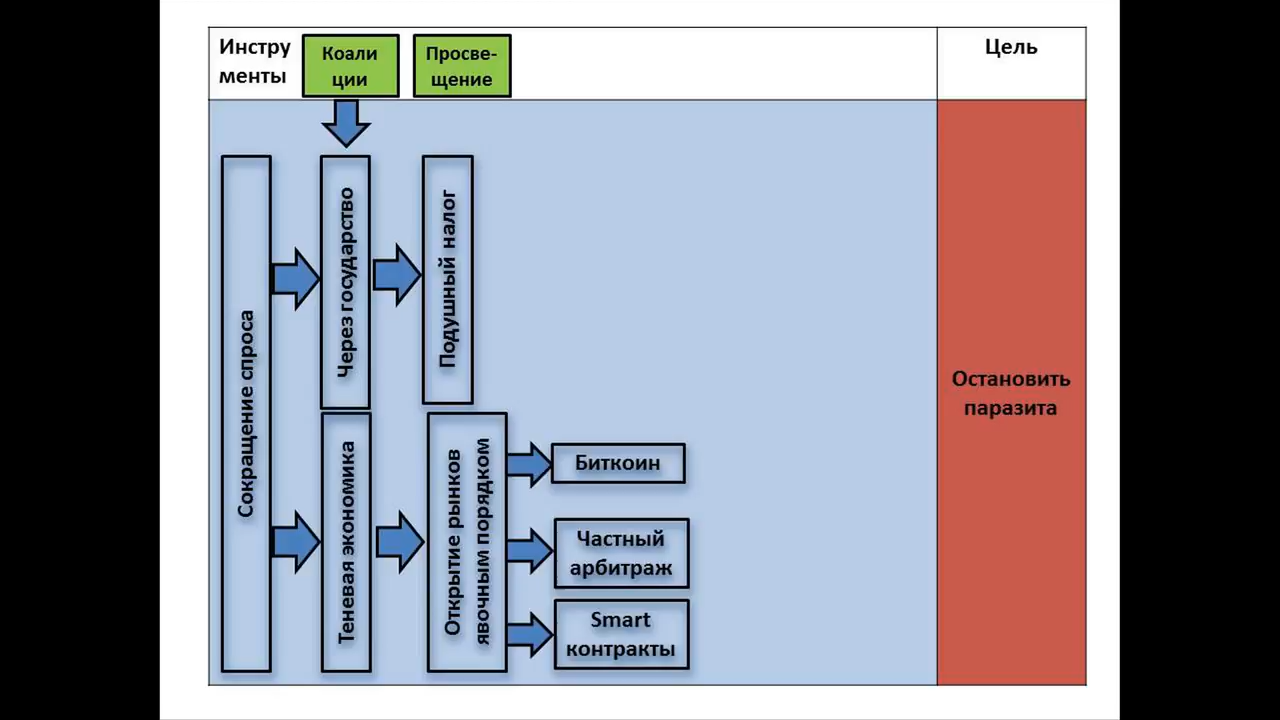 Инстру
менты
Коали
ции
Просве-
щение
Цель
Сокращение спроса
Через государство
Подушный налог
Теневая экономика
Открытие рынков
явочным порядком
Биткоин
Частный
арбитраж
Smart
контракты
Остановить
паразита